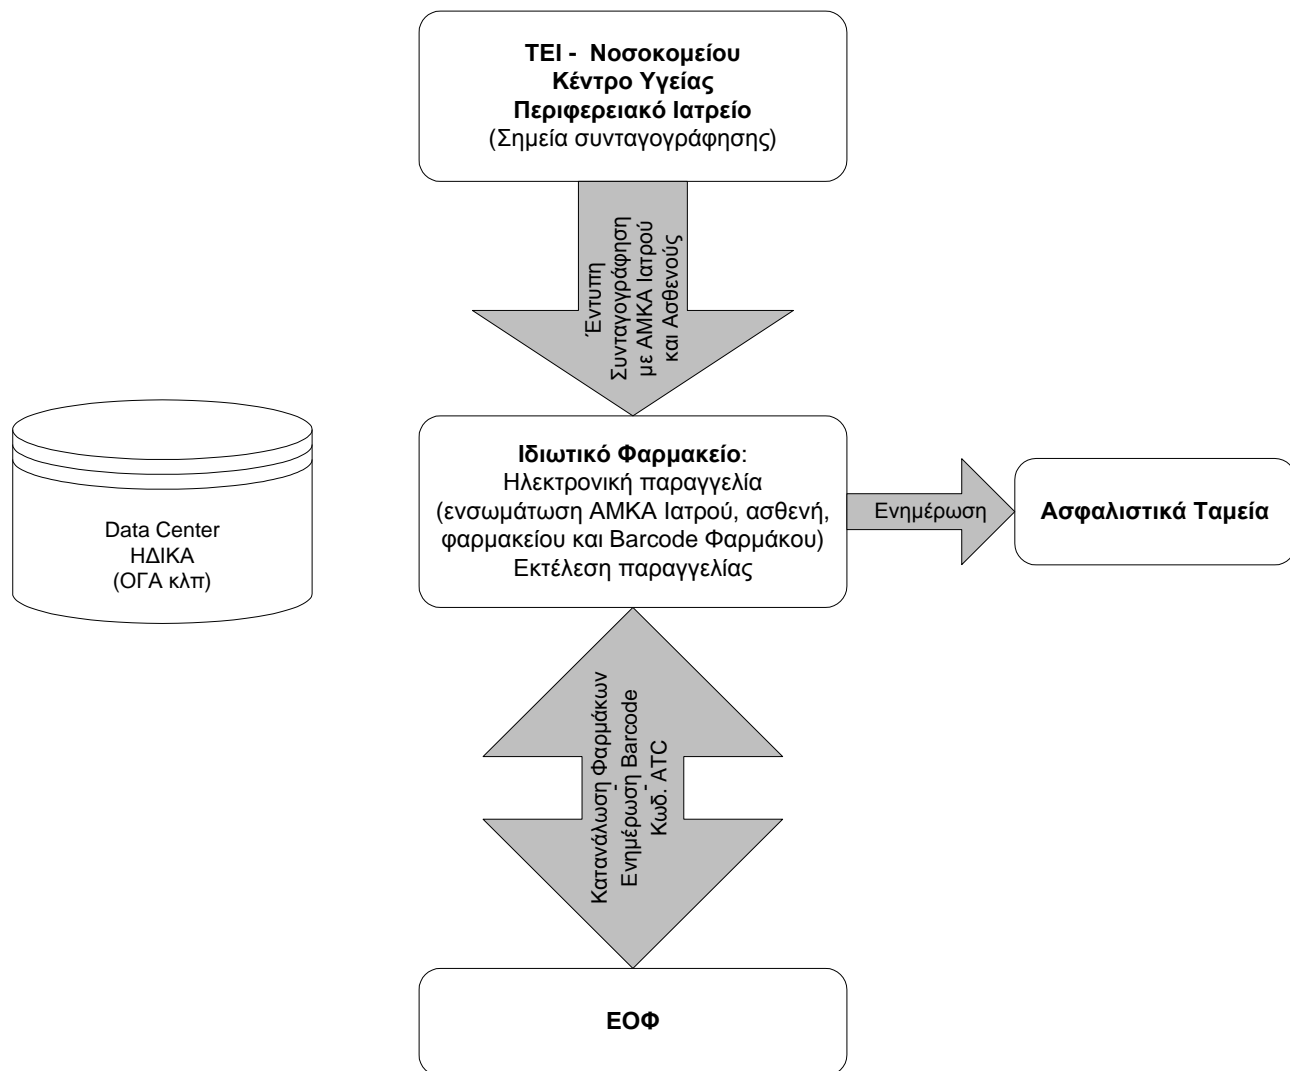 ΤΕΙ - Νοσοκομείου
Κέντρο Υγείας
Περιφερειακό Ιατρείο
(Σημεία συνταγογράφησης)
Έντυπη
Συνταγογράφηση
με ΑΜΚΑ Ιατρού
και Ασθενούς
Data Center
ΗΔΙΚΑ
(ΟΓΑ κλπ)
Ιδιωτικό Φαρμακείο:
Ηλεκτρονική παραγγελία
(ενσωμάτωση ΑΜΚΑ Ιατρού, ασθενή,
φαρμακείου και Barcode Φαρμάκου)
Εκτέλεση παραγγελίας
Ενημέρωση
Ασφαλιστικά Ταμεία
Κατανάλωση Φαρμάκων
-
Ενημέρωση Barcode
-
Κωδ. ATC
ΕΟΦ